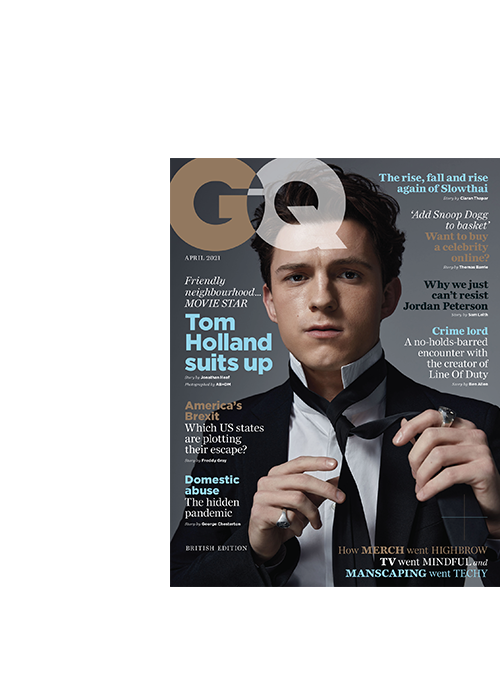 GQ
APRIL 2021
The rise, fall and rise
again of Slowthai
Story by Ciaran Thapar
'Add Snoop Dogg
to basket'
Want to buy
a celebrity
online?
Story by Thomas Barrie
Why we just
can't resist
Jordan Peterson
Story by Sam Leith
Crime lord
A no-holds-barred
encounter with
the creator of
Line Of Duty
Friendly
neighbourhood...
MOVIE STAR
Tom
Holland
suits up
Story by Jonathan Heaf
Photographed by
America's
Brexit
Which US states
are plotting
their escape?
Story by Freddy Gray
Domestic
abuse
The hidden
pandemic
Story by George Chesterton
BRITISH EDITION
How MERCH went HIGHBROW
TV went MINDFUL and
MANSCAPING went TECHY